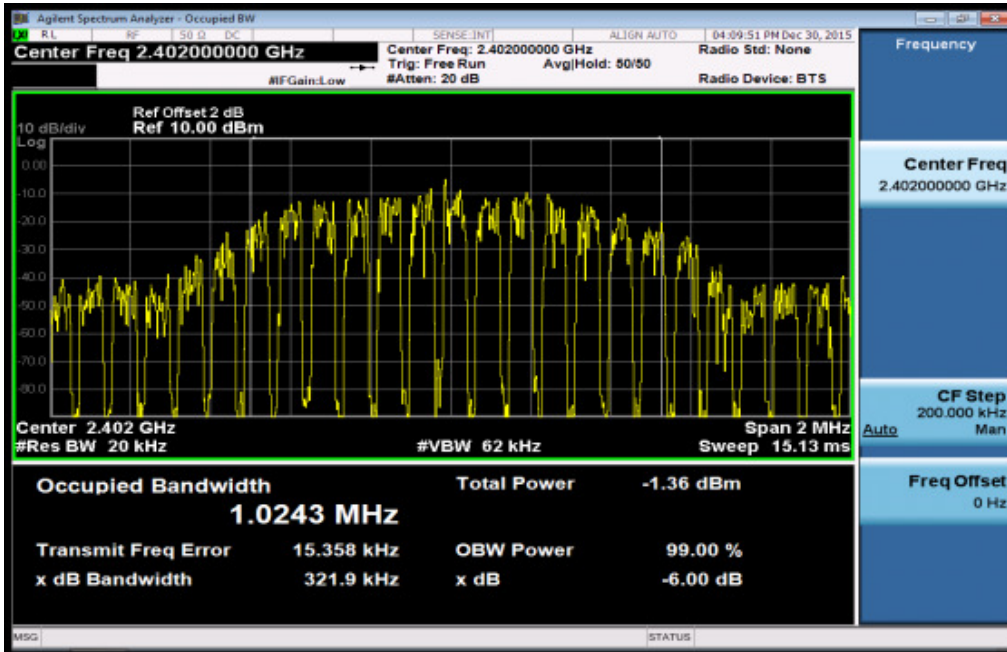 Agilent Spectrum Analyzer - Occupied BW
RL RF 50 Ω DC SENSE:INT ALIGN AUTO 04:09:51 PM Dec 30, 2015
Center Freq 2.402000000 GHz
Center Freq: 2.402000000 GHz Radio Std: None
Trig: Free Run Avg|Hold: 50/50
#IFGain:Low #Atten: 20 dB Radio Device: BTS
Ref Offset 2 dB
10 dB/div Ref 10.00 dBm
Log
0.00
-10.0
-20.0
-30.0
-40.0
-50.0
-60.0
-70.0
-80.0
Center 2.402 GHz Span 2 MHz
#Res BW 20 kHz #VBW 62 kHz Sweep 15.13 ms
Occupied Bandwidth Total Power -1.36 dBm
1.0243 MHz
Transmit Freq Error 15.358 kHz OBW Power 99.00 %
x dB Bandwidth 321.9 kHz x dB -6.00 dB
MSG STATUS
Frequency
Center Freq
2.402000000 GHz
CF Step
200.000 kHz
Auto Man
Freq Offset
0 Hz